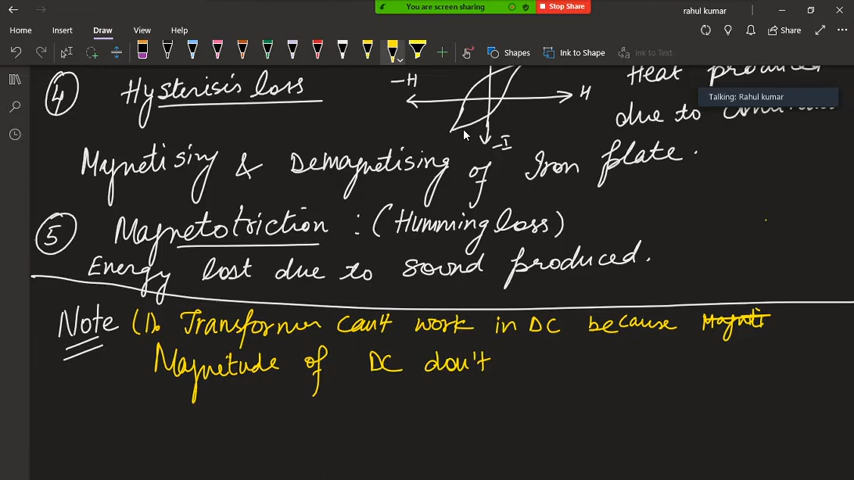 You are screen sharing
Stop Share
rahul kumar
Home
Insert
Draw
View
Help
Share
Shapes
Ink to Shape
Ink to Text
Talking: Rahul kumar
④ Hysterisis loss
-H
H
-I
Heat produced
due to
Magnetising & Demagnetising of Iron plate.
⑤ Magnetotriction : (Humming loss)
Energy lost due to sound produced.
Note (1). Transformer can't work in DC because
Magnitude of DC don't